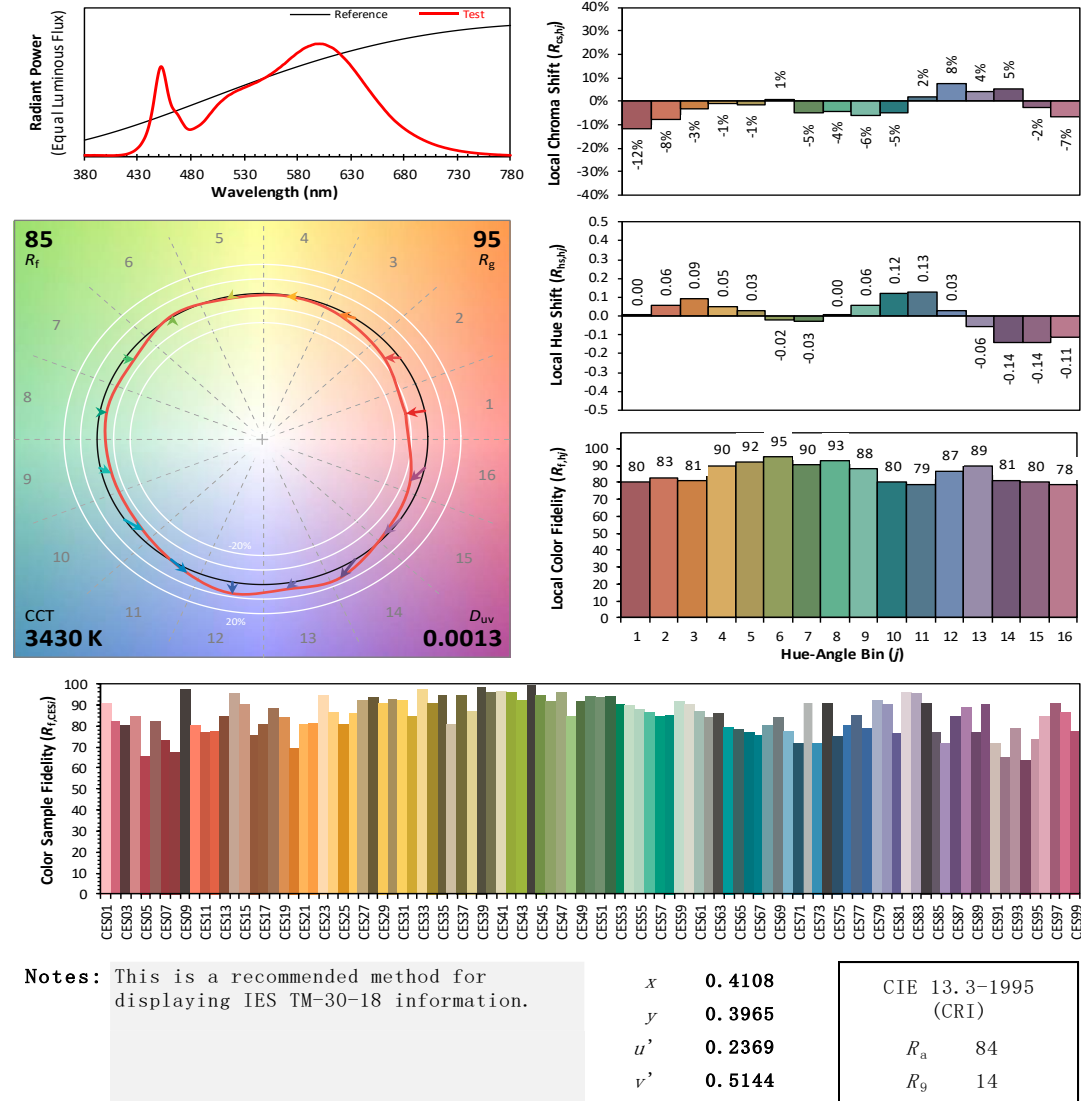 Radiant Power
(Equal Luminous Flux)
Reference
Test
380
430
480
530
580
630
680
730
780
Wavelength (nm)
Local Chroma Shift (Rcs,hj)
40%
30%
20%
10%
0%
-10%
-20%
-30%
-40%
-12%
-8%
-3%
-1%
-1%
1%
-5%
-4%
-6%
-5%
2%
8%
4%
5%
-2%
-7%
85
Rf
95
Rg
5
4
6
3
7
2
8
1
9
16
10
15
11
14
12
13
-20%
20%
CCT
3430 K
Duv
0.0013
Local Hue Shift (Rhs,hj)
0.5
0.4
0.3
0.2
0.1
0.0
-0.1
-0.2
-0.3
-0.4
-0.5
0.00
0.06
0.09
0.05
0.03
-0.02
-0.03
0.00
0.06
0.12
0.13
0.03
-0.06
-0.14
-0.14
-0.11
Local Color Fidelity (Rf,hj)
100
90
80
70
60
50
40
30
20
10
0
80
83
81
90
92
95
90
93
88
80
79
87
89
81
80
78
1
2
3
4
5
6
7
8
9
10
11
12
13
14
15
16
Hue-Angle Bin (j)
Color Sample Fidelity (Rf,CESi)
100
90
80
70
60
50
40
30
20
10
0
CES01
CES03
CES05
CES07
CES09
CES11
CES13
CES15
CES17
CES19
CES21
CES23
CES25
CES27
CES29
CES31
CES33
CES35
CES37
CES39
CES41
CES43
CES45
CES47
CES49
CES51
CES53
CES55
CES57
CES59
CES61
CES63
CES65
CES67
CES69
CES71
CES73
CES75
CES77
CES79
CES81
CES83
CES85
CES87
CES89
CES91
CES93
CES95
CES97
CES99
Notes: This is a recommended method for
displaying IES TM-30-18 information.
x 0.4108
y 0.3965
u' 0.2369
v' 0.5144
CIE 13.3-1995
(CRI)
Ra 84
R9 14